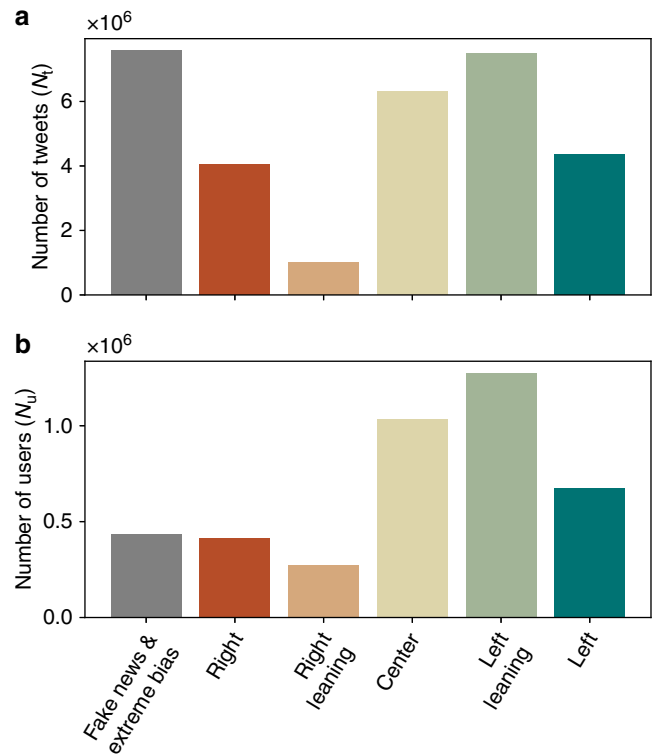 a
×10⁶
Number of tweets (Nt)
6
4
2
0
b
×10⁶
Number of users (Nu)
1.0
0.5
0.0
Fake news &
extreme bias
Right
Right
leaning
Center
Left
leaning
Left